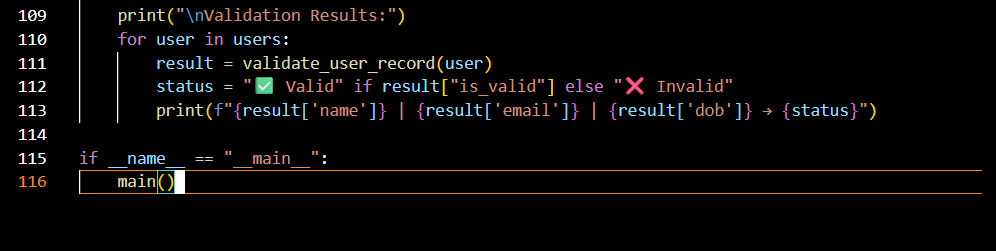 109 print("\nValidation Results:")
110 for user in users:
111 result = validate_user_record(user)
112 status = "✅ Valid" if result["is_valid"] else "❌ Invalid"
113 print(f"{result['name']} | {result['email']} | {result['dob']} → {status}")
114
115 if __name__ == "__main__":
116 main()